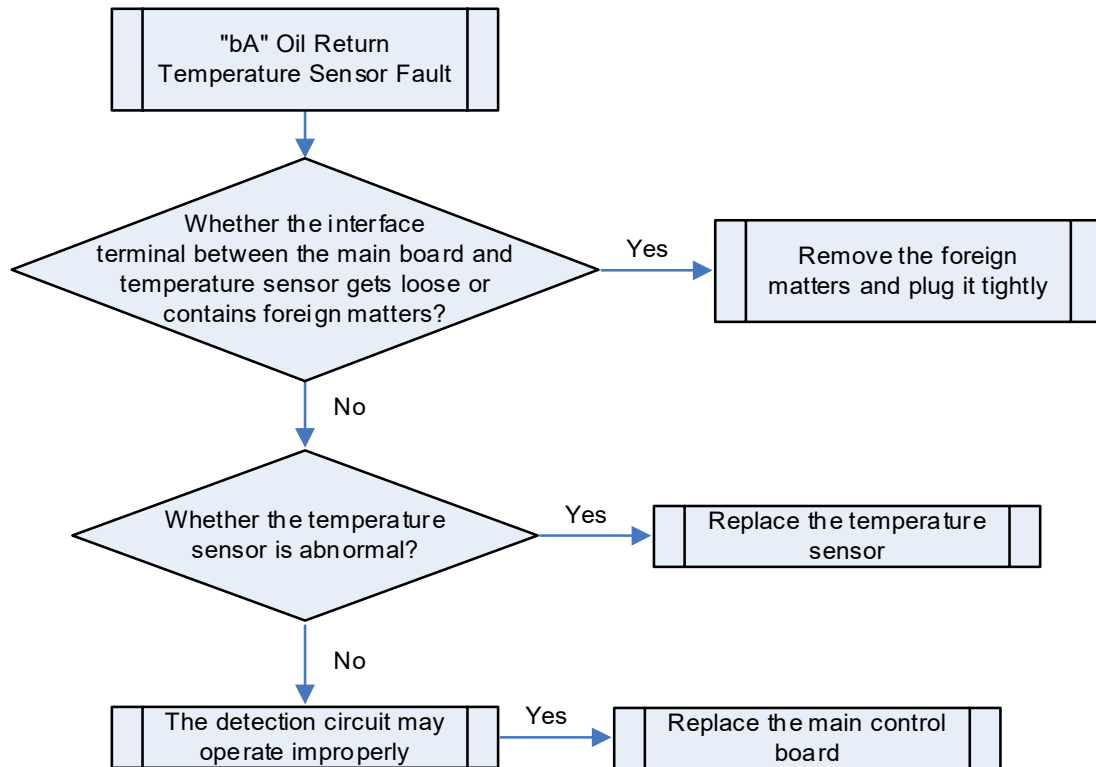 "bA" Oil Return
Temperature Sensor Fault
Whether the interface
terminal between the main board and
temperature sensor gets loose or
contains foreign matters?
Yes
Remove the foreign
matters and plug it tightly
No
Whether the temperature
sensor is abnormal?
Yes
Replace the temperature
sensor
No
The detection circuit may
operate improperly
Yes
Replace the main control
board